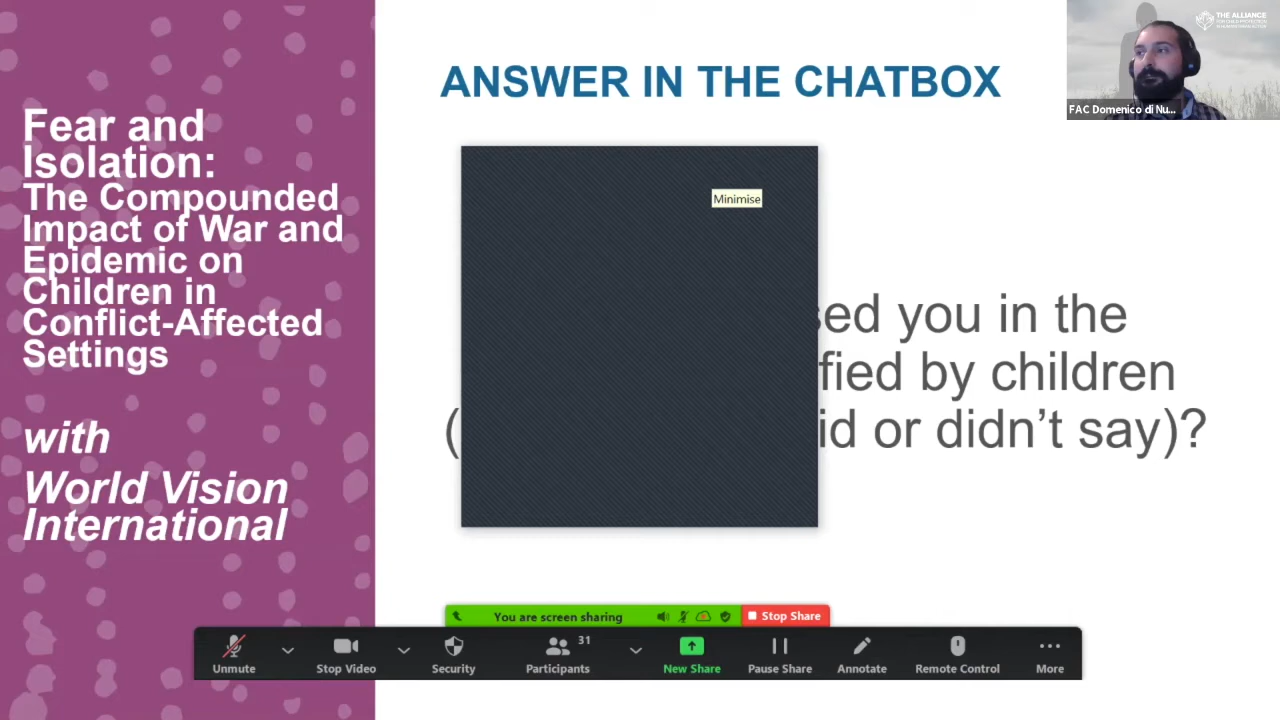 Fear and
Isolation:
The Compounded
Impact of War and
Epidemic on
Children in
Conflict-Affected
Settings
with
World Vision
International
ANSWER IN THE CHATBOX
Minimise
you in the
by children
( or didn't say)?
THE ALLIANCE
FAC Domenico di Nu...
You are screen sharing
Stop Share
Unmute
Stop Video
Security
Participants
31
New Share
Pause Share
Annotate
Remote Control
More